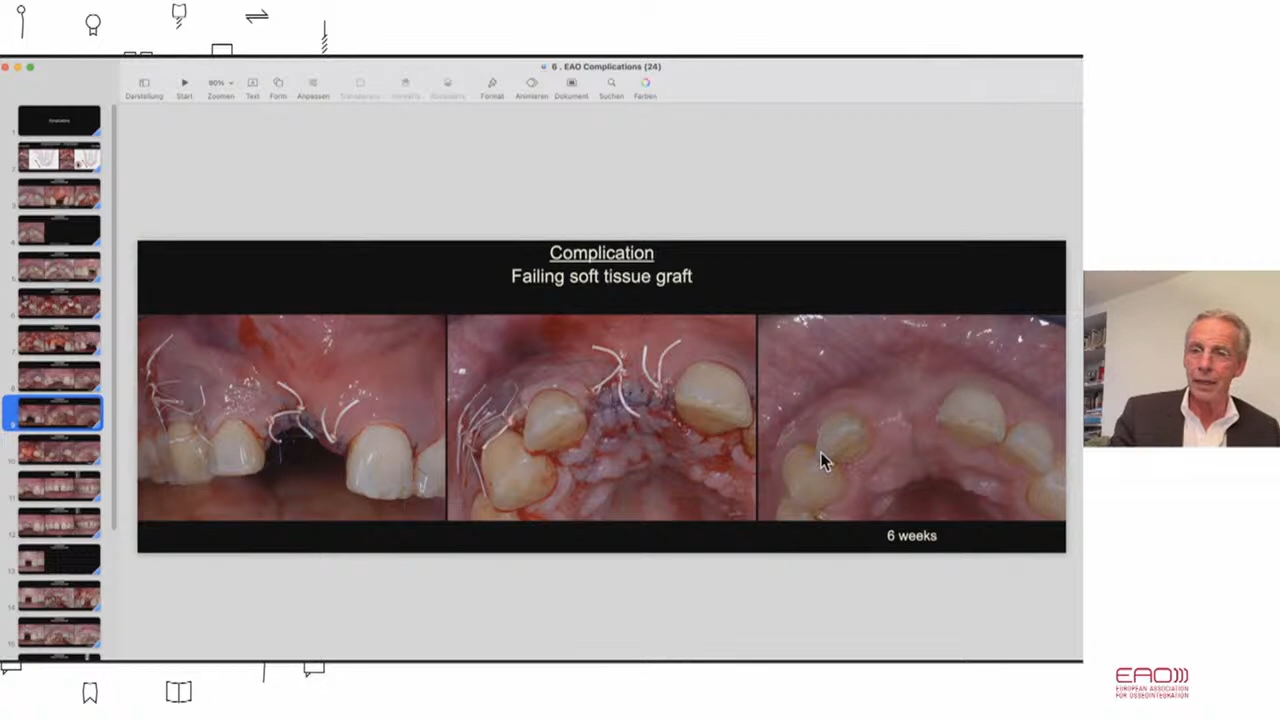 6 . EAO Complications (24)
80%
Darstellung Start Zoomen Text Form Anpassen Format Animieren Dokument Suchen Farben
Complication
Failing soft tissue graft
6 weeks
EAO
EUROPEAN ASSOCIATION
FOR OSSEOINTEGRATION